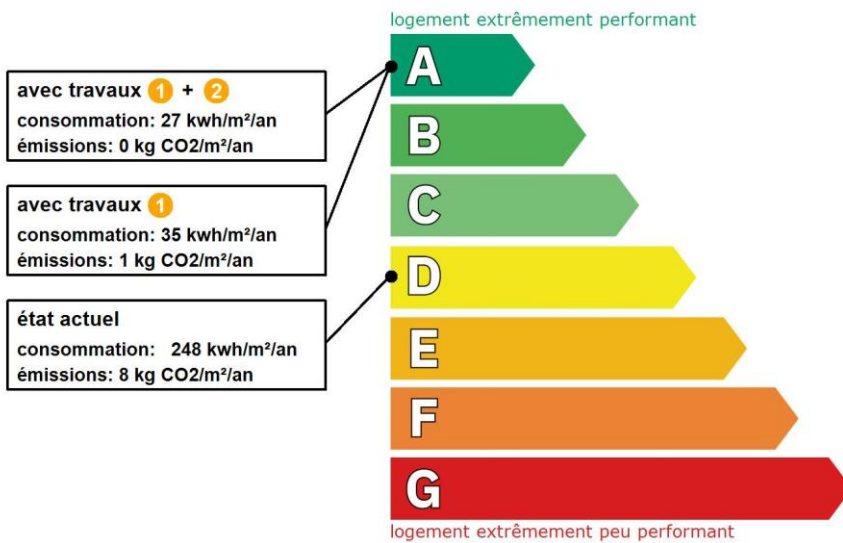 logement extrêmement performant
A
avec travaux 1 + 2
consommation: 27 kwh/m²/an
émissions: 0 kg CO2/m²/an
B
avec travaux 1
consommation: 35 kwh/m²/an
émissions: 1 kg CO2/m²/an
C
D
état actuel
consommation: 248 kwh/m²/an
émissions: 8 kg CO2/m²/an
E
F
G
logement extrêmement peu performant